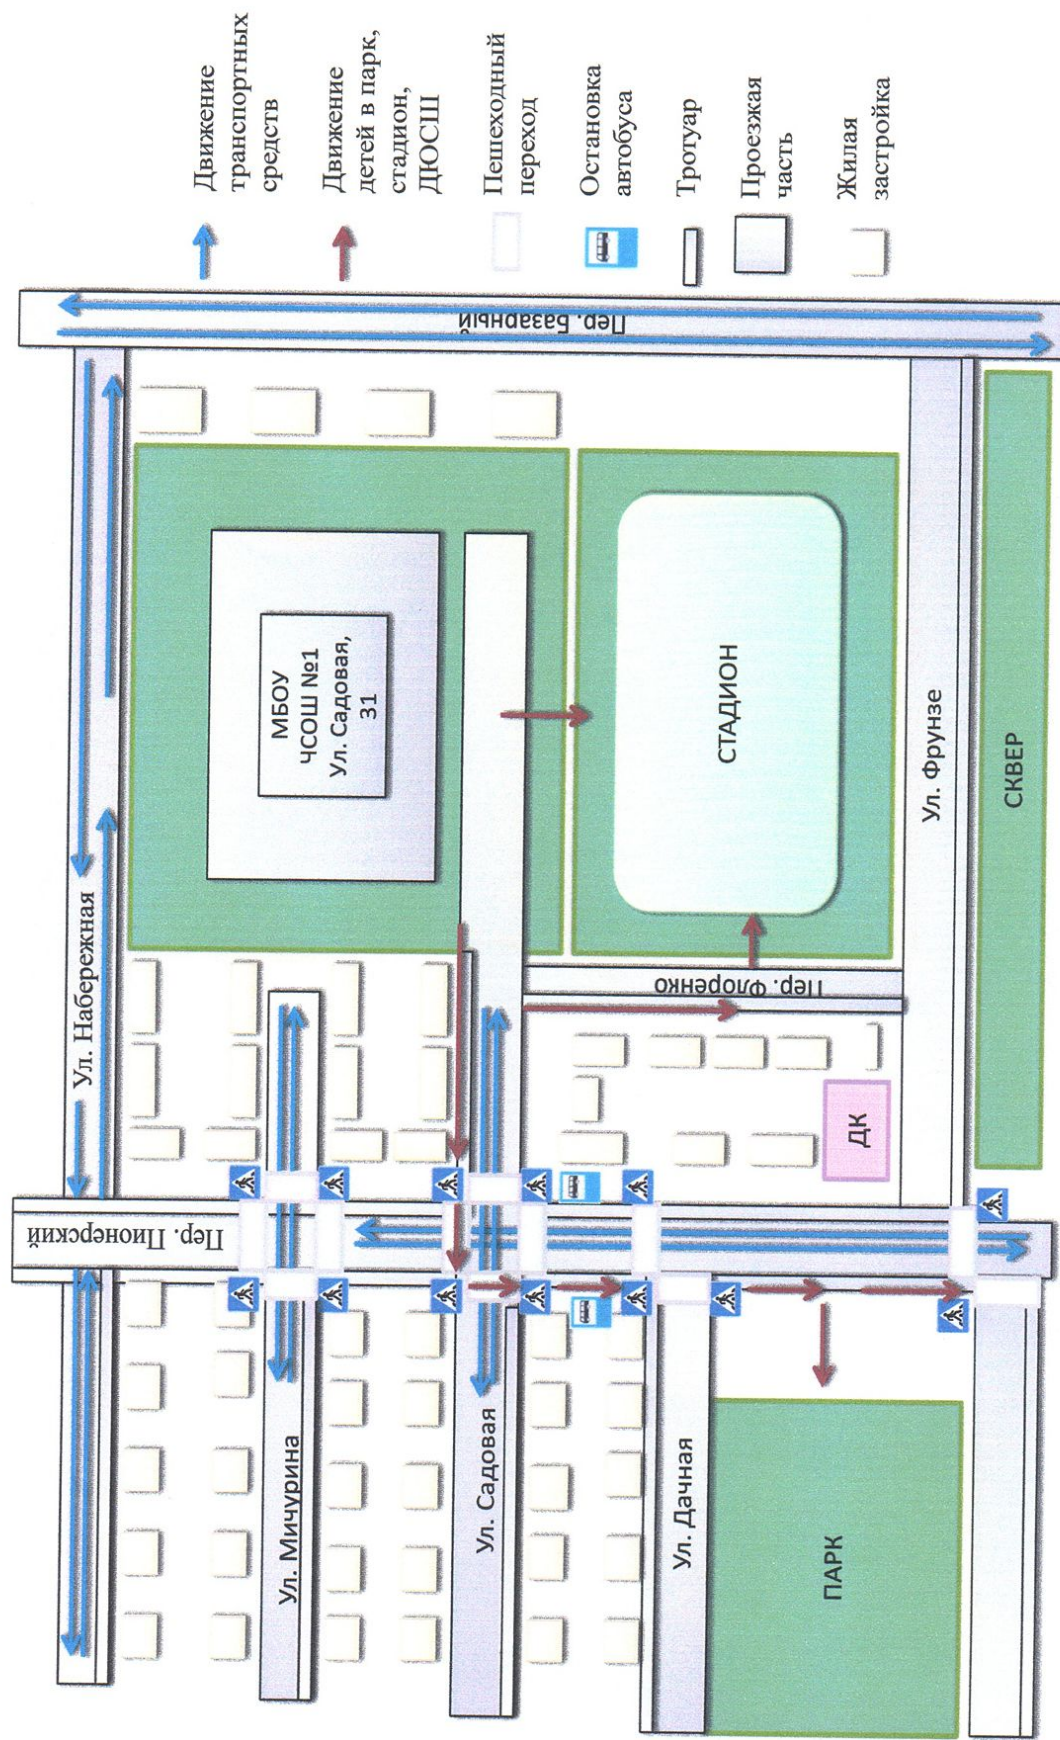 Движение
транспортных
средств
Движение
детей в парк,
стадион,
ДЮСШ
Пешеходный
переход
Остановка
автобуса
Тротуар
Проезжая
часть
Жилая
застройка
Пер. Базарный
Ул. Набережная
МБОУ
ЧСОШ №1
Ул. Садовая,
31
СТАДИОН
Ул. Фрунзе
СКВЕР
Пер. Флоренко
ДК
Пер. Пионерский
Ул. Мичурина
Ул. Садовая
Ул. Дачная
ПАРК